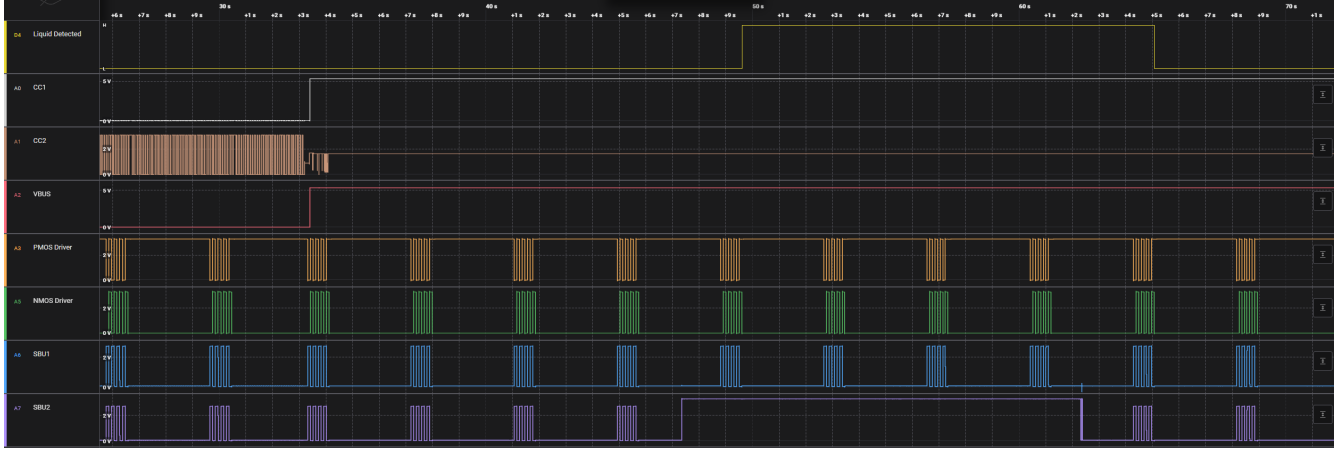 30 s 40 s 50 s 60 s 70 s
+6 s +7 s +8 s +9 s +1 s +2 s +3 s +4 s +5 s +6 s +7 s +8 s +9 s +1 s +2 s +3 s +4 s +5 s +6 s +7 s +8 s +9 s +1 s +2 s +3 s +4 s +5 s +6 s +7 s +8 s +9 s +1 s +2 s +3 s +4 s +5 s +6 s +7 s +8 s +9 s +1 s
H
D4 Liquid Detected
L
5 V
A0 CC1
0 V
A1 CC2
2 V
0 V
A2 VBUS
5 V
0 V
A3 PMOS Driver
2 V
0 V
A5 NMOS Driver
2 V
0 V
A6 SBU1
2 V
0 V
A7 SBU2
2 V
0 V